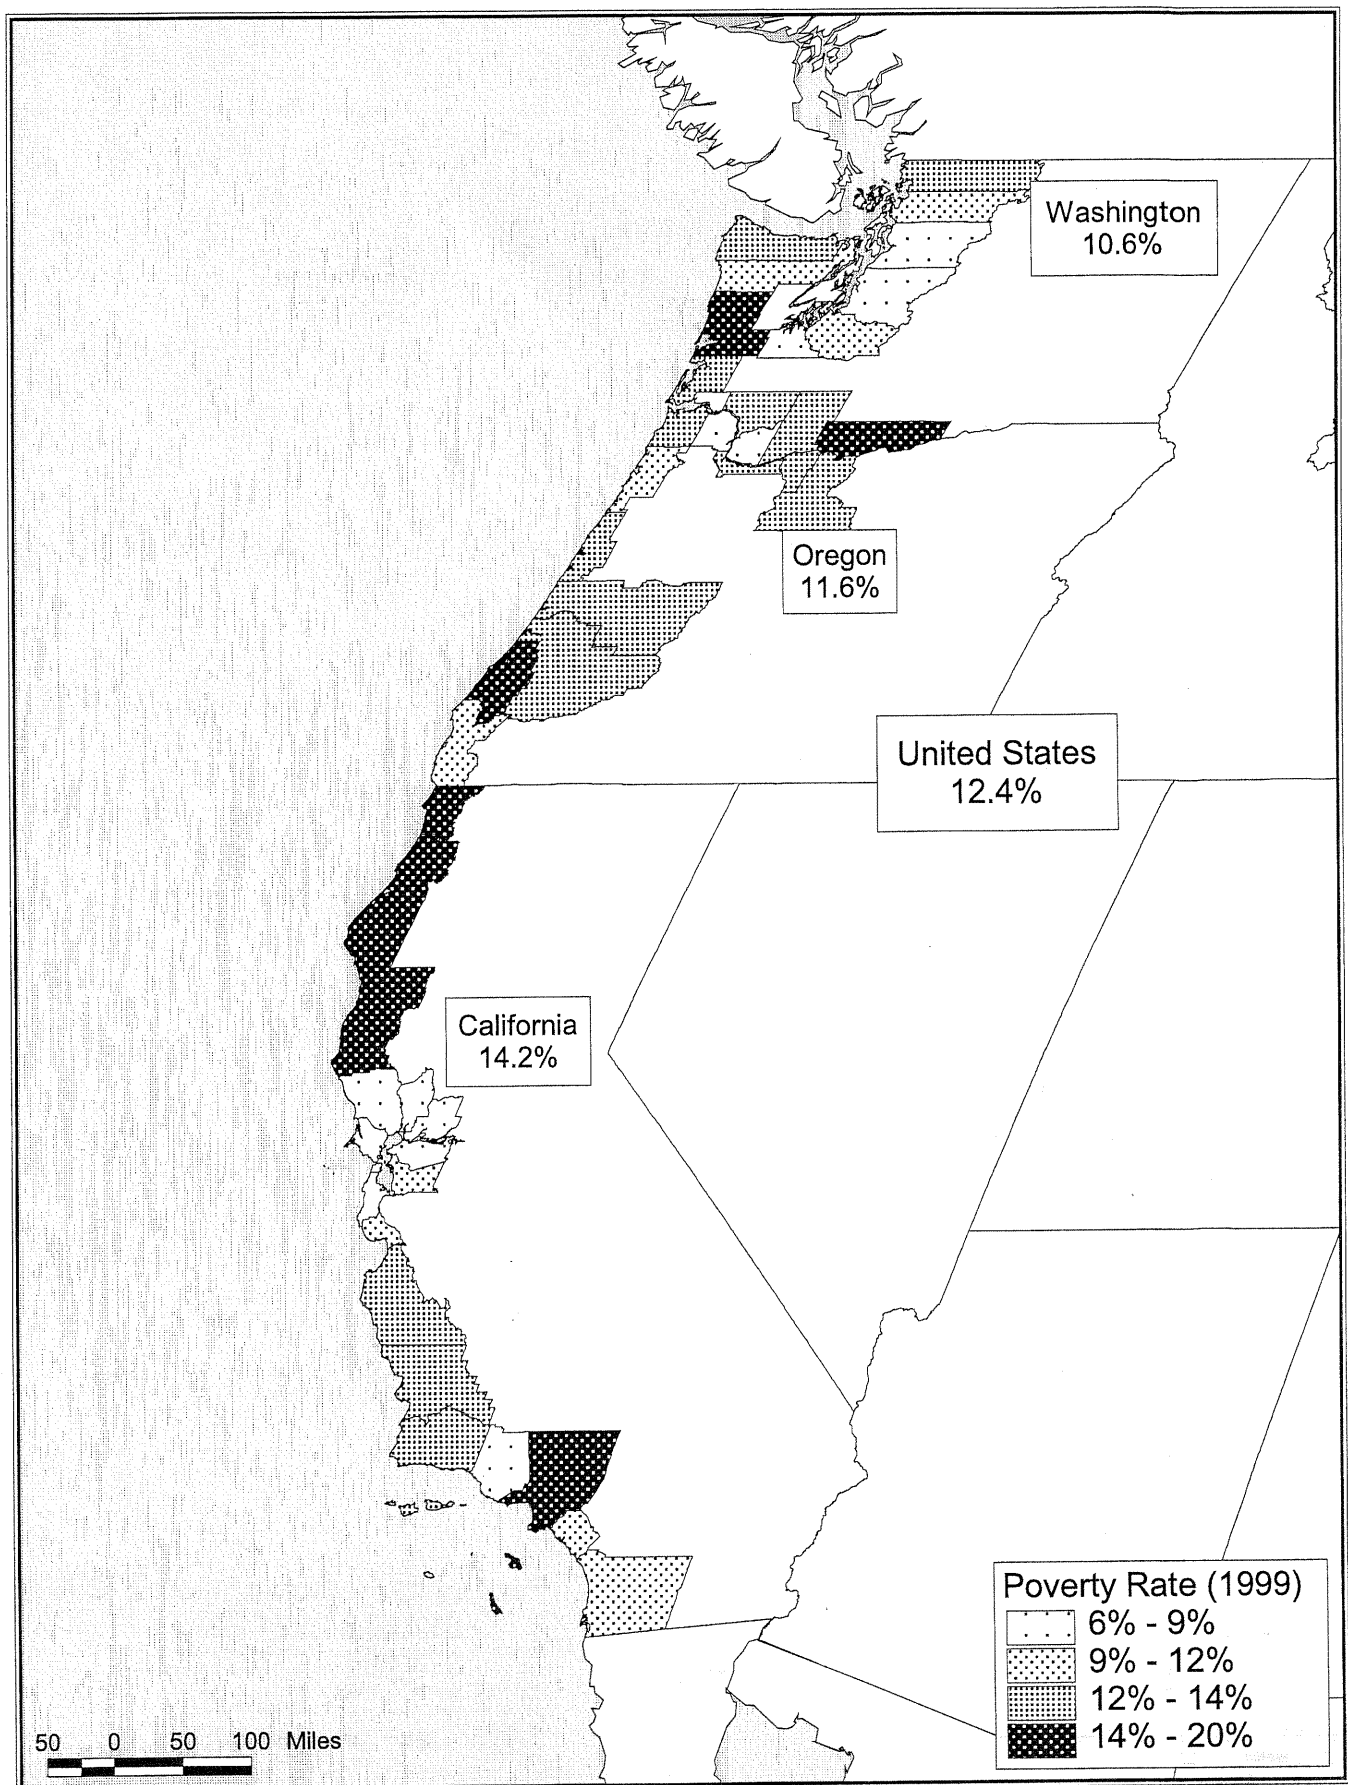 Washington
10.6%
Oregon
11.6%
United States
12.4%
California
14.2%
Poverty Rate (1999)
6% - 9%
9% - 12%
12% - 14%
14% - 20%
50 0 50 100 Miles